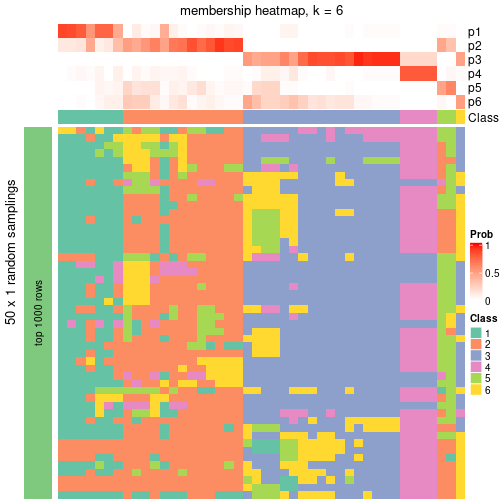 membership heatmap, k = 6
p1
p2
p3
p4
p5
p6
Class
50 x 1 random samplings
top 1000 rows
Prob
1
0.5
0
Class
1
2
3
4
5
6